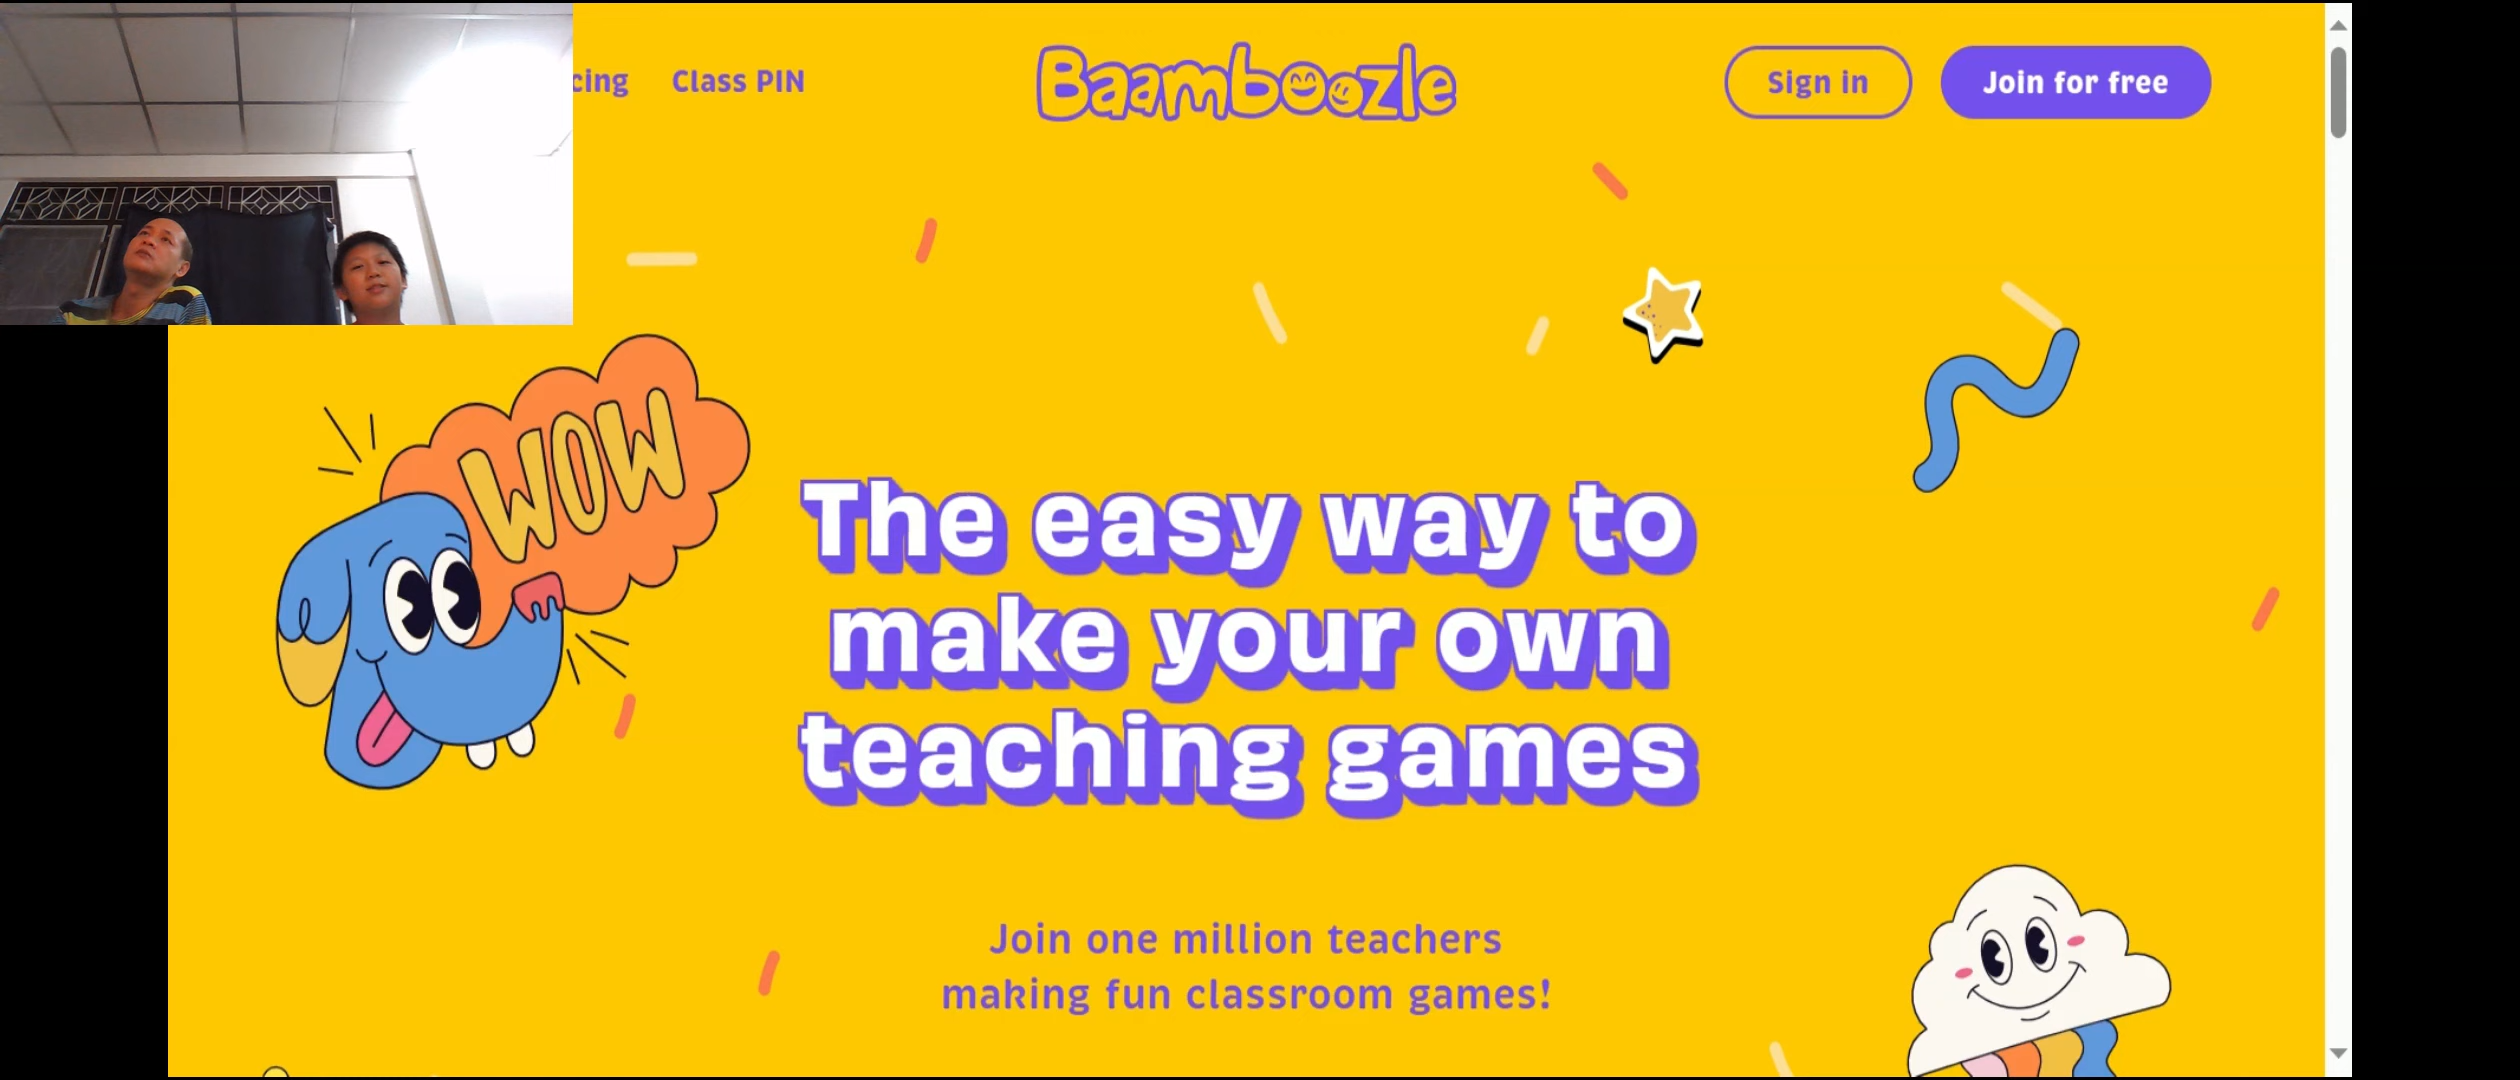 cing Class PIN
Baamboozle
Sign in
Join for free
WOW
The easy way to
make your own
teaching games
Join one million teachers
making fun classroom games!